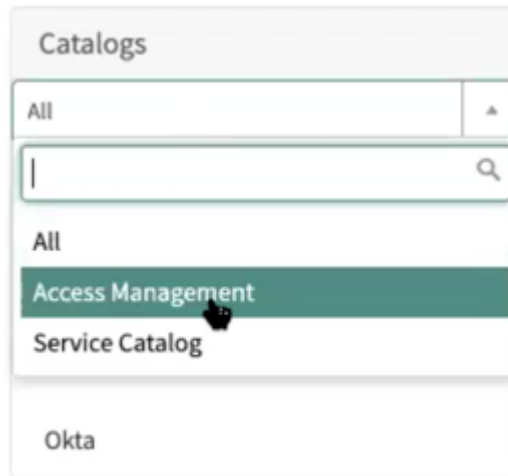 Catalogs
All
All
Access Management
Service Catalog
Okta